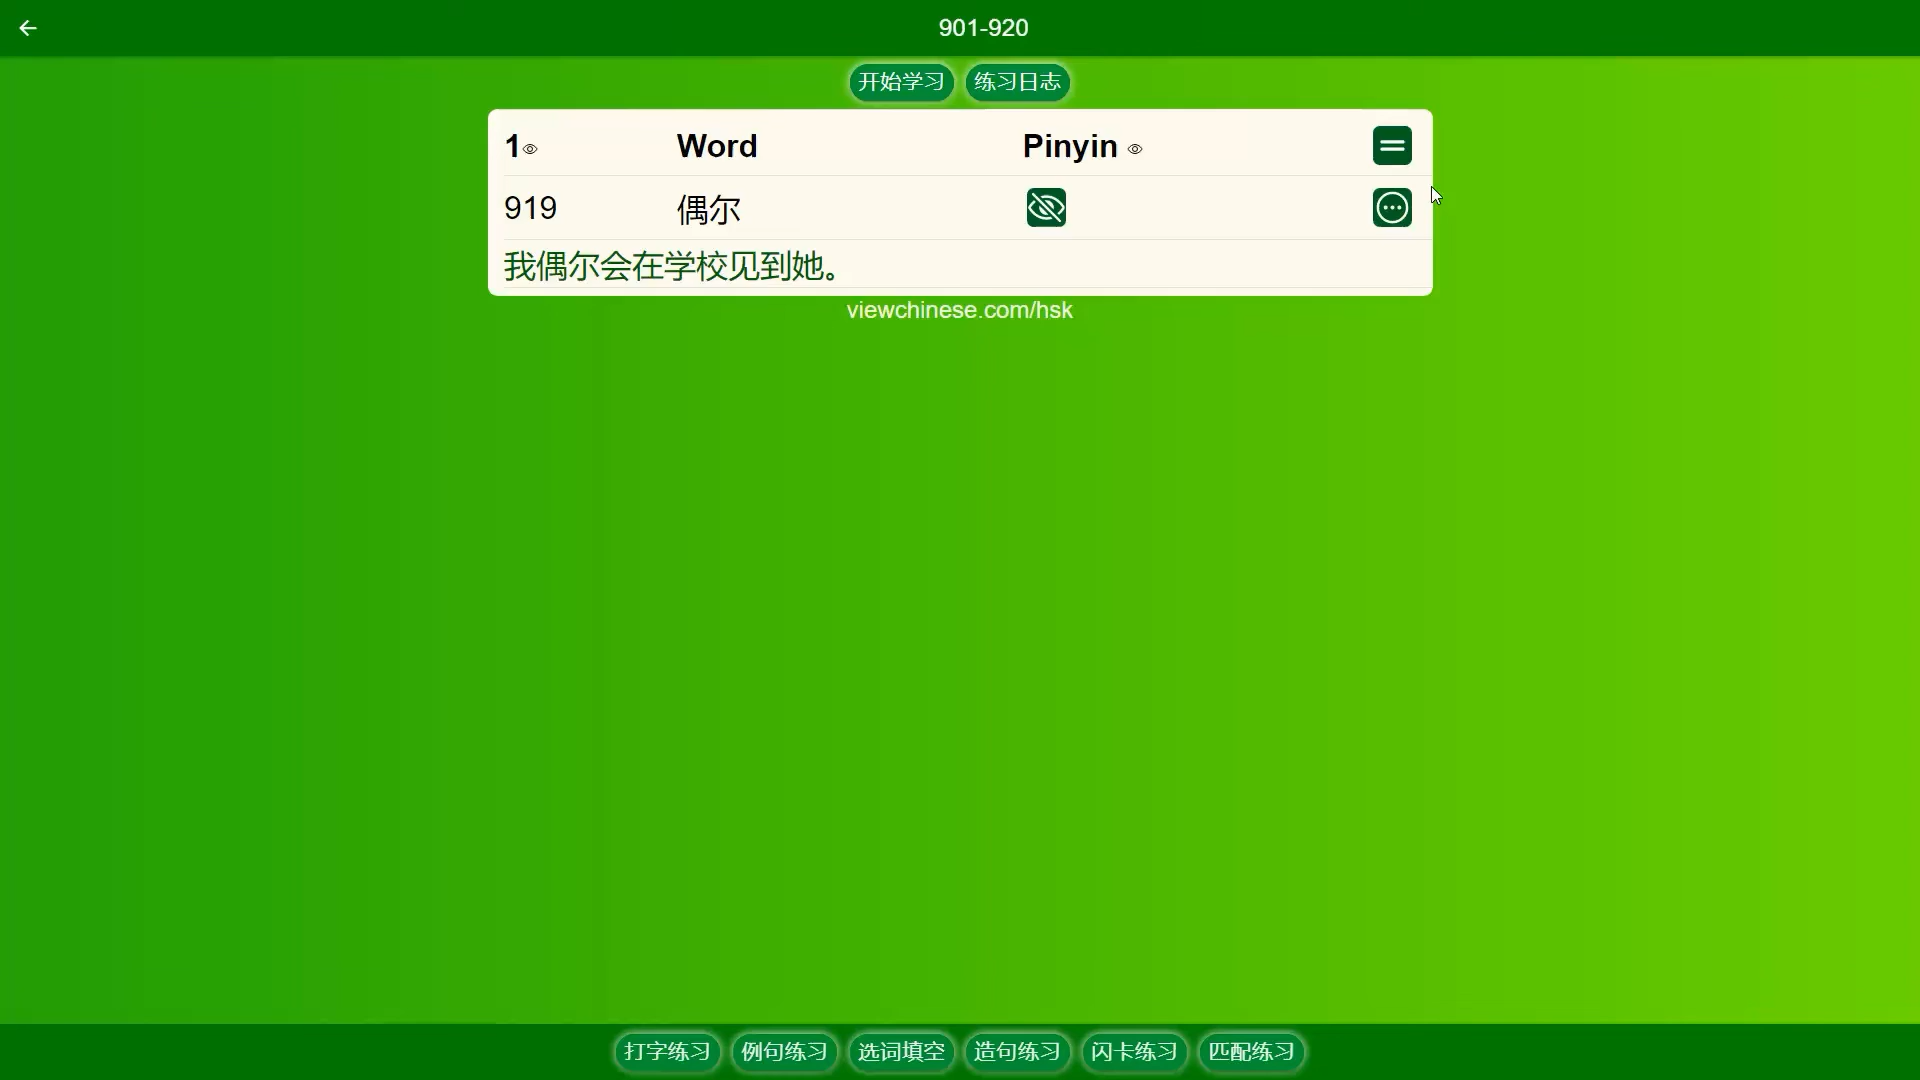 901-920
开始学习 练习日志
1 Word Pinyin
919 偶尔
我偶尔会在学校见到她。
viewchinese.com/hsk
打字练习 例句练习 选词填空 造句练习 闪卡练习 匹配练习